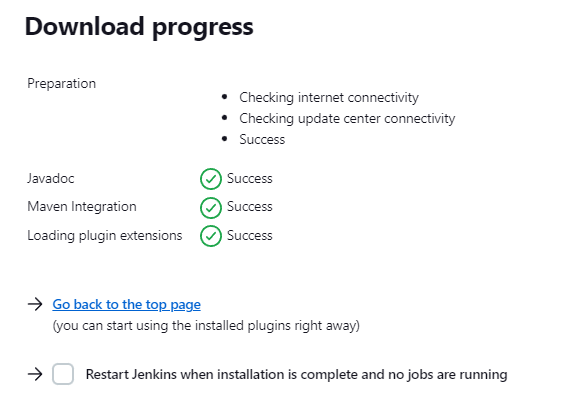 Download progress
Preparation
Checking internet connectivity
Checking update center connectivity
Success
Javadoc Success
Maven Integration Success
Loading plugin extensions Success
Go back to the top page
(you can start using the installed plugins right away)
Restart Jenkins when installation is complete and no jobs are running